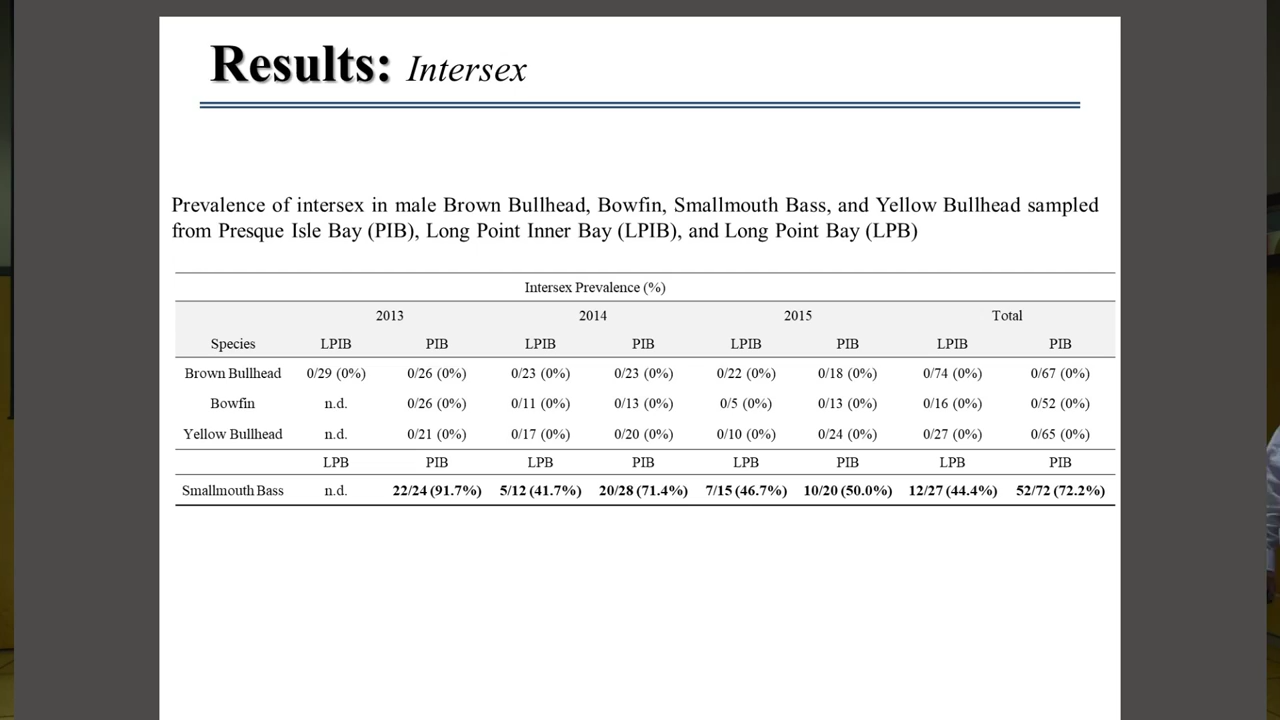 Results: Intersex
Prevalence of intersex in male Brown Bullhead, Bowfin, Smallmouth Bass, and Yellow Bullhead sampled
from Presque Isle Bay (PIB), Long Point Inner Bay (LPIB), and Long Point Bay (LPB)
Intersex Prevalence (%)
2013 2014 2015 Total
Species LPIB PIB LPIB PIB LPIB PIB LPIB PIB
Brown Bullhead 0/29 (0%) 0/26 (0%) 0/23 (0%) 0/23 (0%) 0/22 (0%) 0/18 (0%) 0/74 (0%) 0/67 (0%)
Bowfin n.d. 0/26 (0%) 0/11 (0%) 0/13 (0%) 0/5 (0%) 0/13 (0%) 0/16 (0%) 0/52 (0%)
Yellow Bullhead n.d. 0/21 (0%) 0/17 (0%) 0/20 (0%) 0/10 (0%) 0/24 (0%) 0/27 (0%) 0/65 (0%)
LPB PIB LPB PIB LPB PIB LPB PIB
Smallmouth Bass n.d. 22/24 (91.7%) 5/12 (41.7%) 20/28 (71.4%) 7/15 (46.7%) 10/20 (50.0%) 12/27 (44.4%) 52/72 (72.2%)